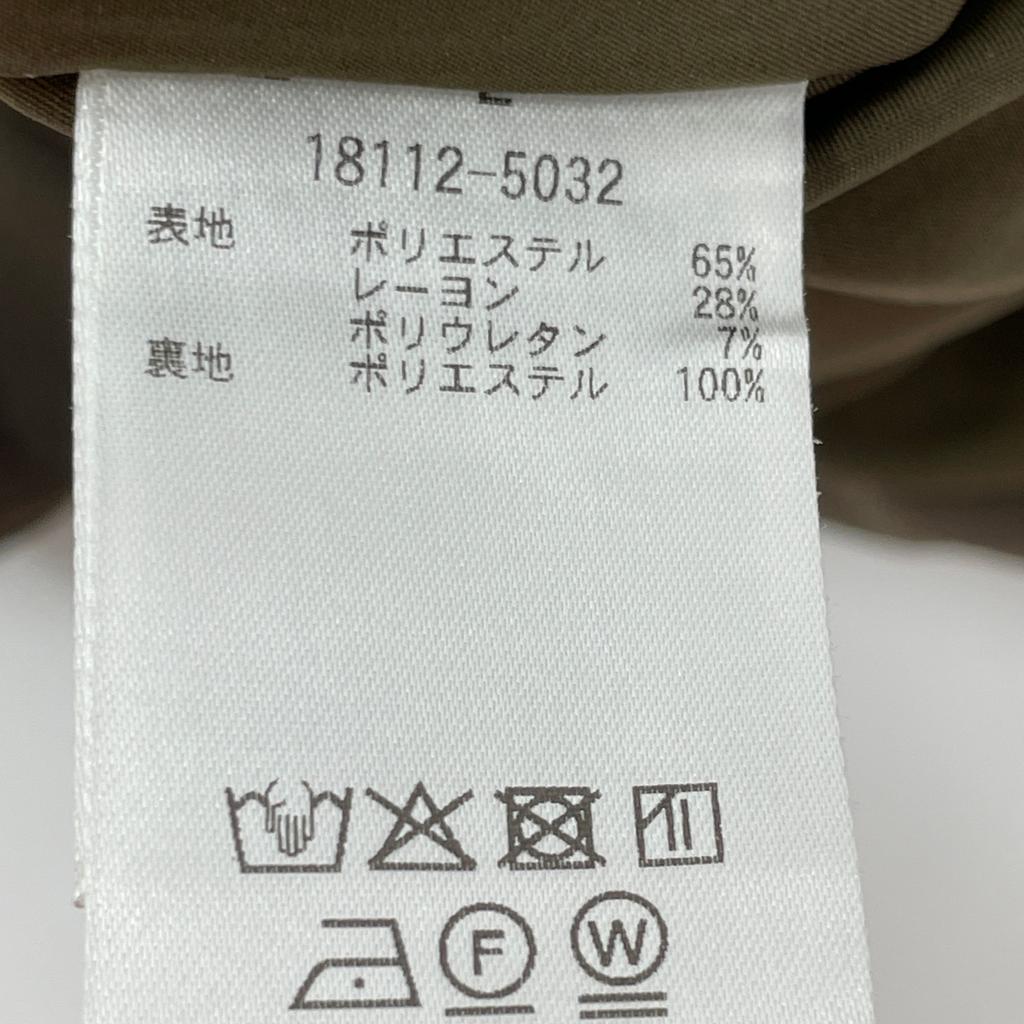 18112-5032
表地 ポリエステル 65%
レーヨン 28%
ポリウレタン 7%
裏地 ポリエステル 100%
F W